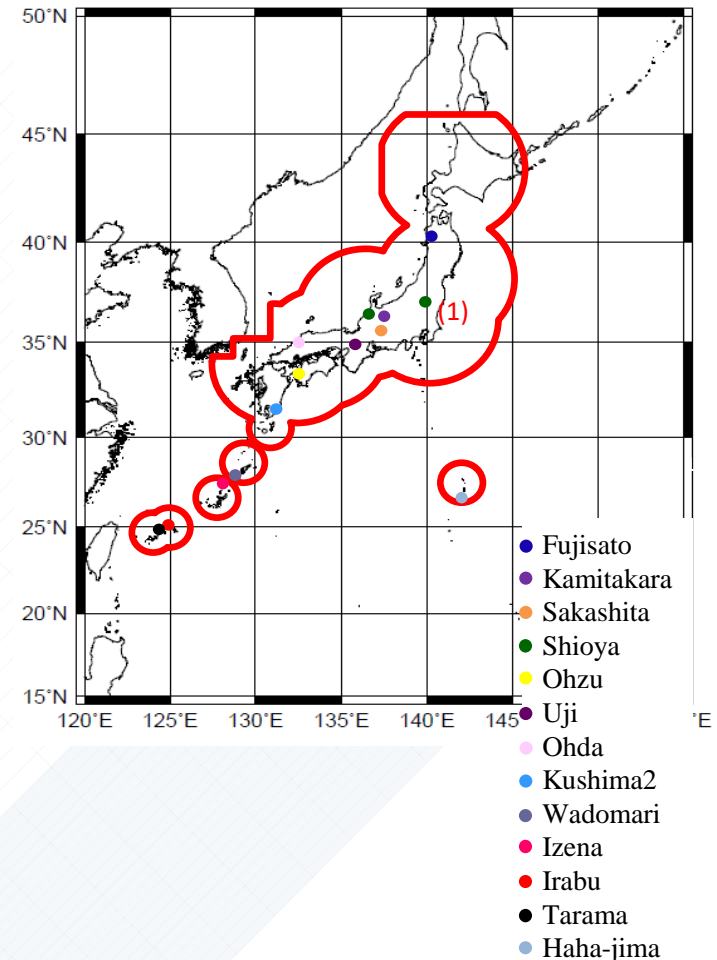 50°N
45°N
40°N
(1)
35°N
30°N
25°N
20°N
15°N
120°E 125°E 130°E 135°E 140°E 145 °E
Fujisato
Kamitakara
Sakashita
Shioya
Ohzu
Uji
Ohda
Kushima2
Wadomari
Izena
Irabu
Tarama
Haha-jima